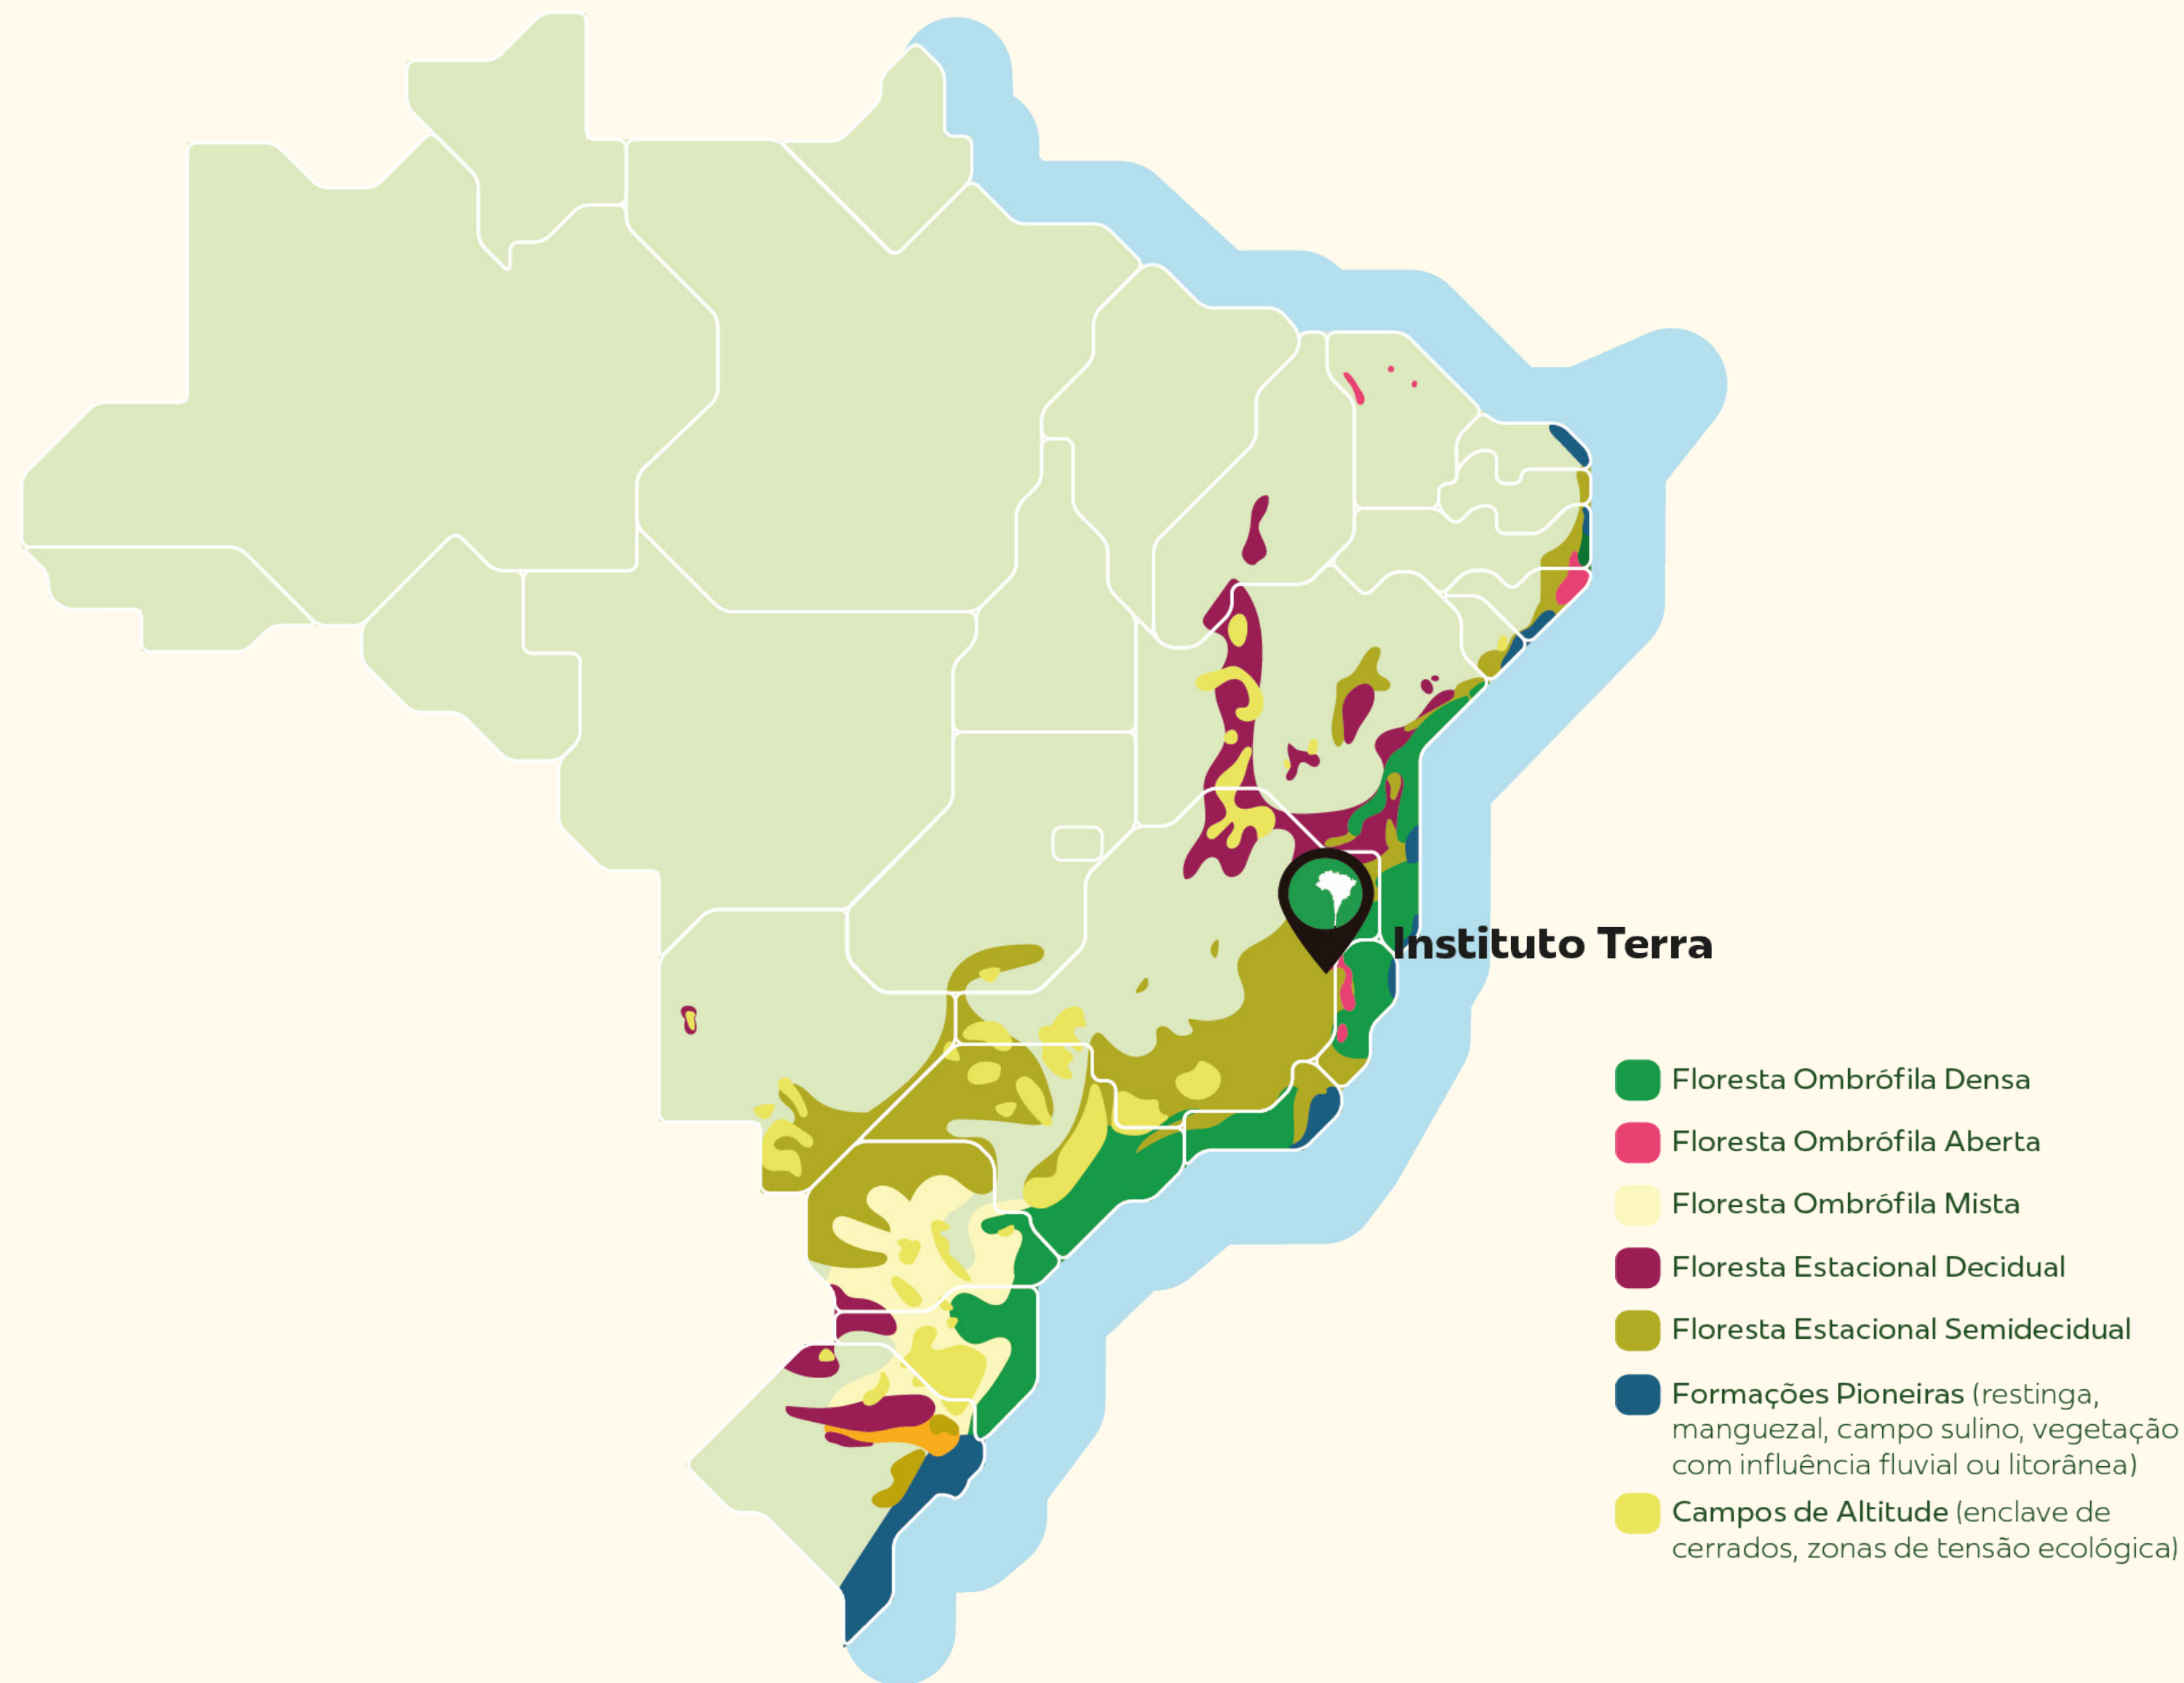 Instituto Terra
Floresta Ombrófila Densa
Floresta Ombrófila Aberta
Floresta Ombrófila Mista
Floresta Estacional Decidual
Floresta Estacional Semidecidual
Formações Pioneiras (restinga,
manguezal, campo sulino, vegetação
com influência fluvial ou litorânea)
Campos de Altitude (enclave de
cerrados, zonas de tensão ecológica)